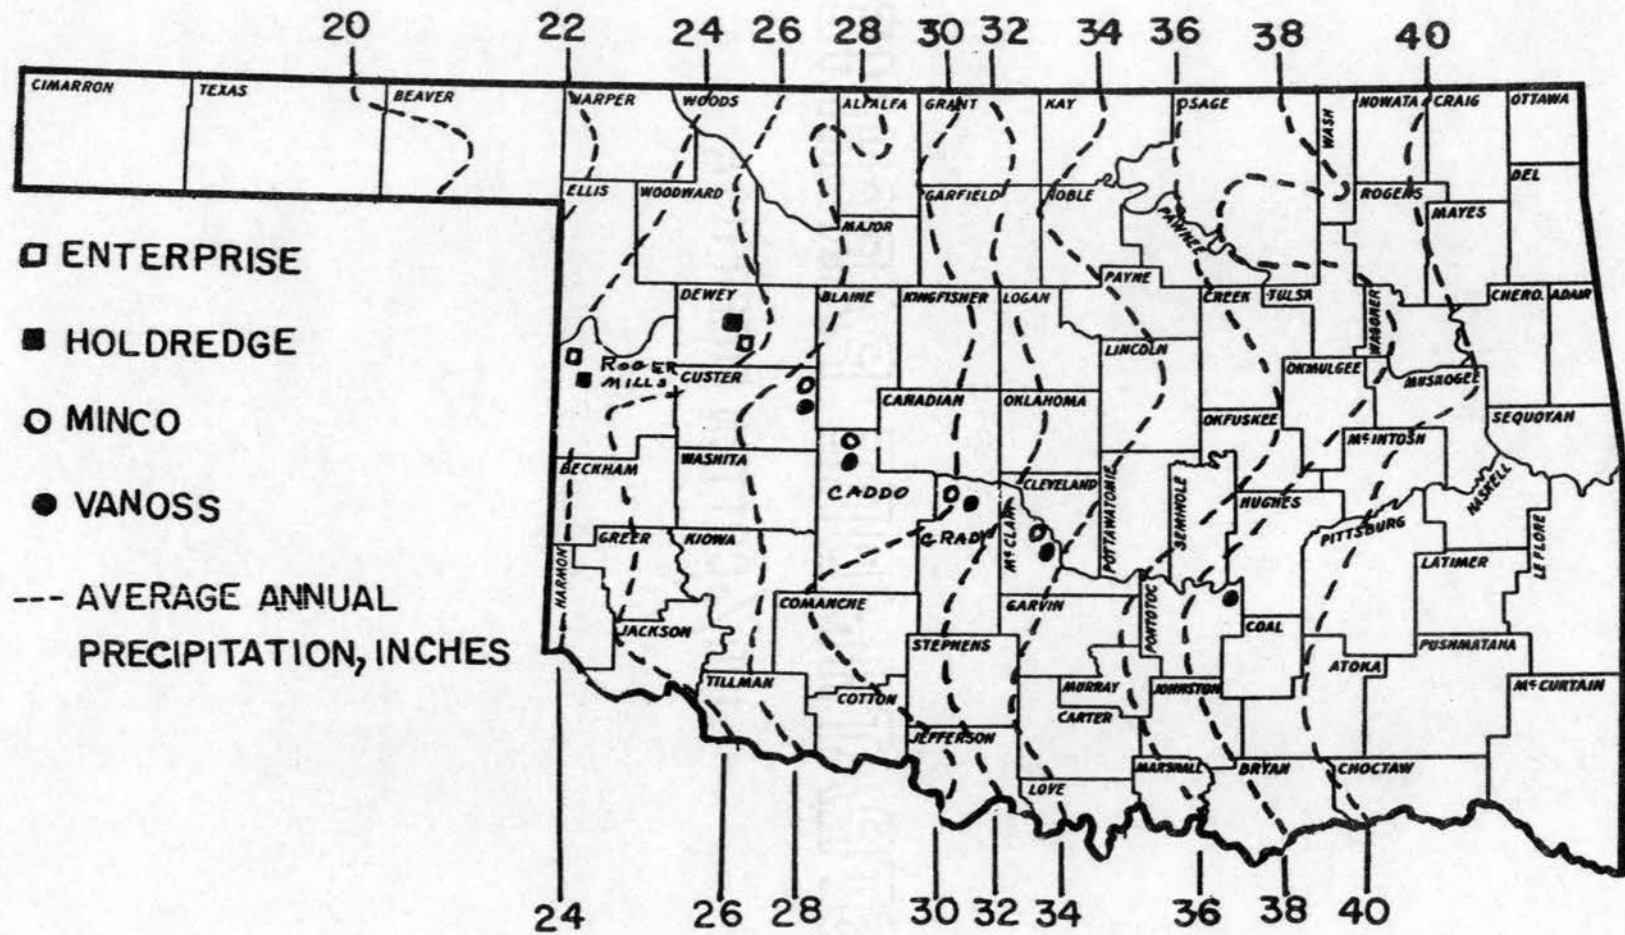 20 22 24 26 28 30 32 34 36 38 40
CIMARRON TEXAS BEAVER HARPER WOODS ALFALFA GRANT KAY OSAGE WASH NOWATA CRAIG OTTAWA
ELLIS WOODWARD GARFIELD NOBLE ROGERS DEL
MAJOR PAWNEE MAYES
□ ENTERPRISE
PAYNE
DEWEY BLAINE KINGFISHER LOGAN CREEK TULSA WAGONER CHERO. ADAIR
■ HOLDREDGE
ROGER MILLS CUSTER LINCOLN OKMULGEE MUSKOGEE
CANADIAN OKLAHOMA OKFUSKEE SEQUOYAH
○ MINCO
MCINTOSH
BECKHAM WASHITA CADDO CLEVELAND POTTAWATOMIE SEMINOLE HUGHES HASKELL
● VANOSS
GREER KIOWA GRADY McCLAIN PITTSBURG
HARMON LATIMER LE FLORE
--- AVERAGE ANNUAL
PRECIPITATION, INCHES
COMANCHE GARVIN PONTOTOC COAL
JACKSON STEPHENS ATOKA PUSHMATAHA
TILLMAN COTTON MURRAY JOHNSTON McCURTAIN
CARTER
JEFFERSON MARSHALL BRYAN CHOCTAW
LOVE
24 26 28 30 32 34 36 38 40